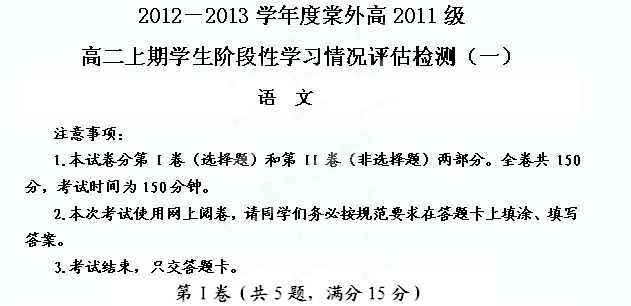 2012－2013 学年度棠外高 2011 级
高二上期学生阶段性学习情况评估检测（一）
语 文
注意事项：
1.本试卷分第 I 卷（选择题）和第 II 卷（非选择题）两部分。全卷共 150
分，考试时间为 150 分钟。
2.本次考试使用网上阅卷，请同学们务必按规范要求在答题卡上填涂、填写
答案。
3.考试结束，只交答题卡。
第 I 卷（共 5 题，满分 15 分）